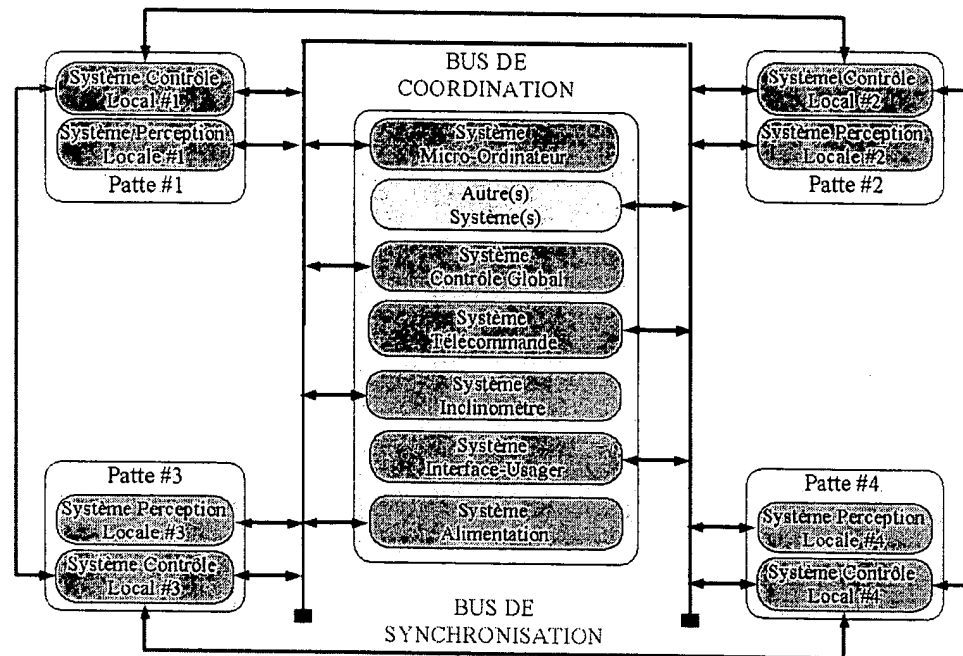 BUS DE
COORDINATION
Système Contrôle
Local #1
Système Perception
Locale #1
Patte #1
Système Contrôle
Local #2
Système Perception
Locale #2
Patte #2
Système
Micro-Ordinateur
Autre(s)
Système(s)
Système
Contrôle Global
Système
Télécommande
Système
Inclinomètre
Système
Interface-Usager
Système
Alimentation
Patte #3
Système Perception
Locale #3
Système Contrôle
Local #3
Patte #4
Système Perception
Locale #4
Système Contrôle
Local #4
BUS DE
SYNCHRONISATION